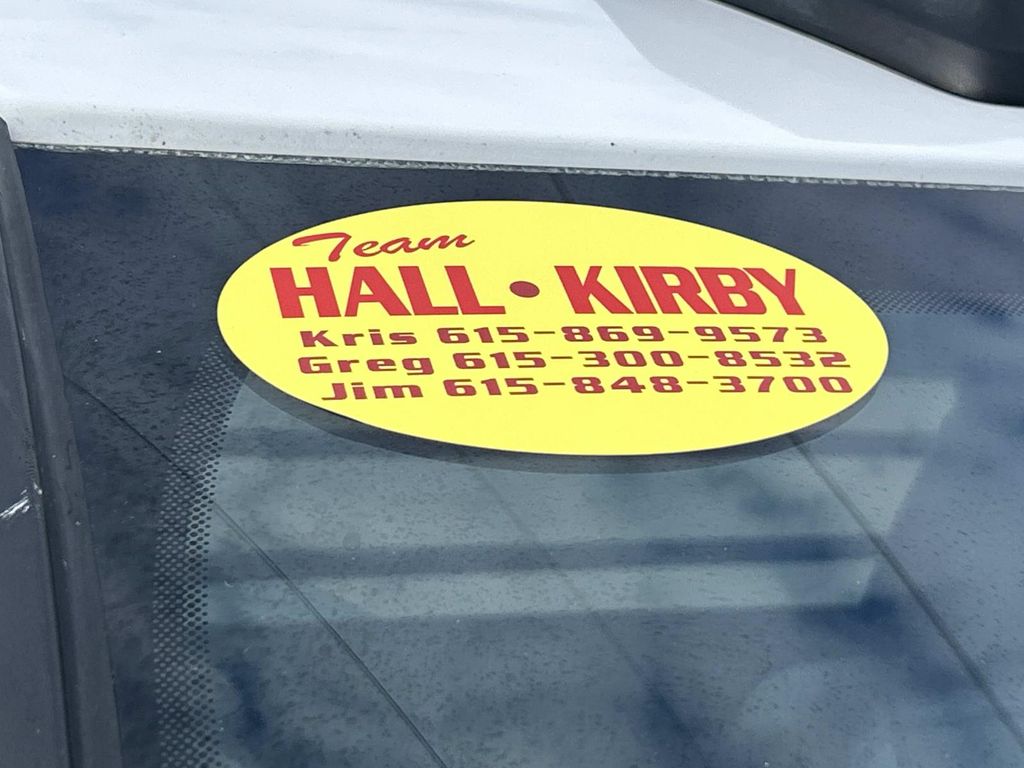 Team
HALL • KIRBY
Kris 615-869-9573
Greg 615-300-8532
Jim 615-848-3700